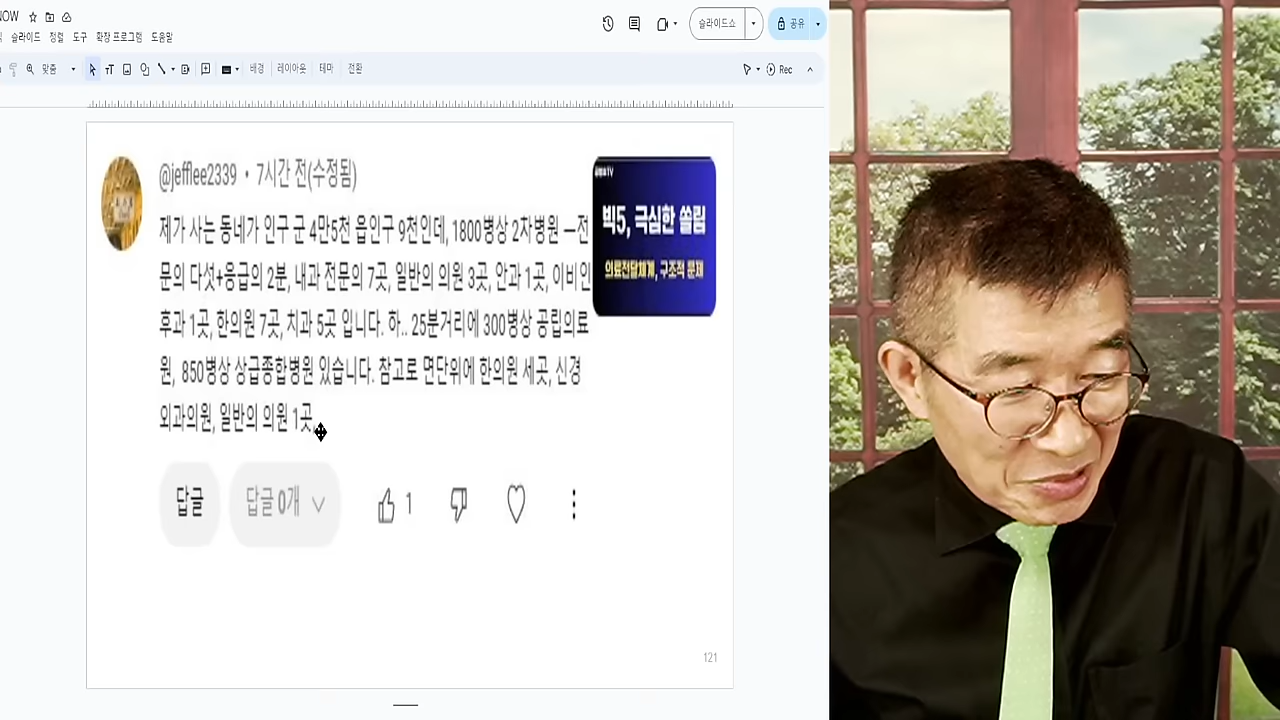 NOW
슬라이드 정렬 도구 확장 프로그램 도움말
슬라이드쇼
공유
맞춤
배경
레이아웃
테마
전환
Rec
@jefflee2339 • 7시간 전(수정됨)
제가 사는 동네가 인구 군 4만5천 읍인구 9천인데, 1800병상 2차병원 —전
문의 다섯+응급의 2분, 내과 전문의 7곳, 일반의 의원 3곳, 안과 1곳, 이비인
후과 1곳, 한의원 7곳, 치과 5곳 입니다. 하.. 25분거리에 300병상 공립의료
원, 850병상 상급종합병원 있습니다. 참고로 면단위에 한의원 세곳, 신경
외과의원, 일반의 의원 1곳.
빅5, 극심한 쏠림
의료전달체계, 구조적 문제
답글
답글 0개
1
121